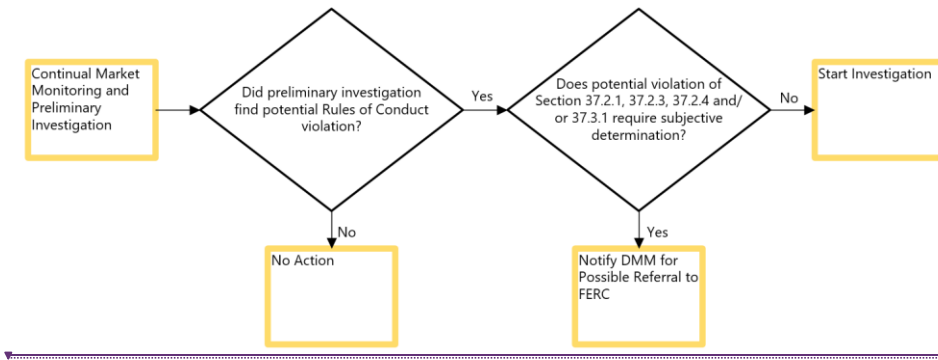 Continual Market
Monitoring and
Preliminary
Investigation
Did preliminary investigation
find potential Rules of Conduct
violation?
Yes
Does potential violation of
Section 37.2.1, 37.2.3, 37.2.4 and/
or 37.3.1 require subjective
determination?
No
Start Investigation
No
No Action
Yes
Notify DMM for
Possible Referral to
FERC